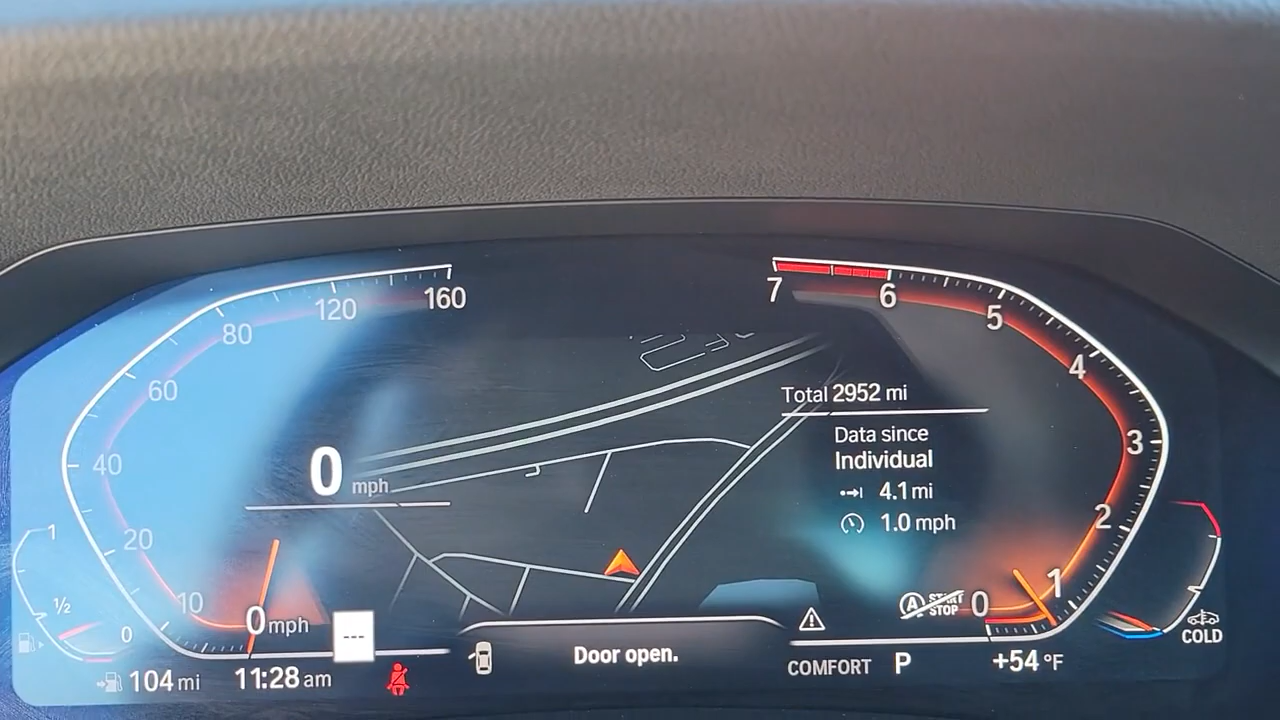 160
120
80
60
40
20
10
0 mph
0 mph
---
1
1/2
0
104 mi
11:28 am
Door open.
7
6
5
4
3
2
1
0
Total 2952 mi
Data since
Individual
4.1 mi
1.0 mph
A START
STOP
COMFORT P
+54 °F
COLD